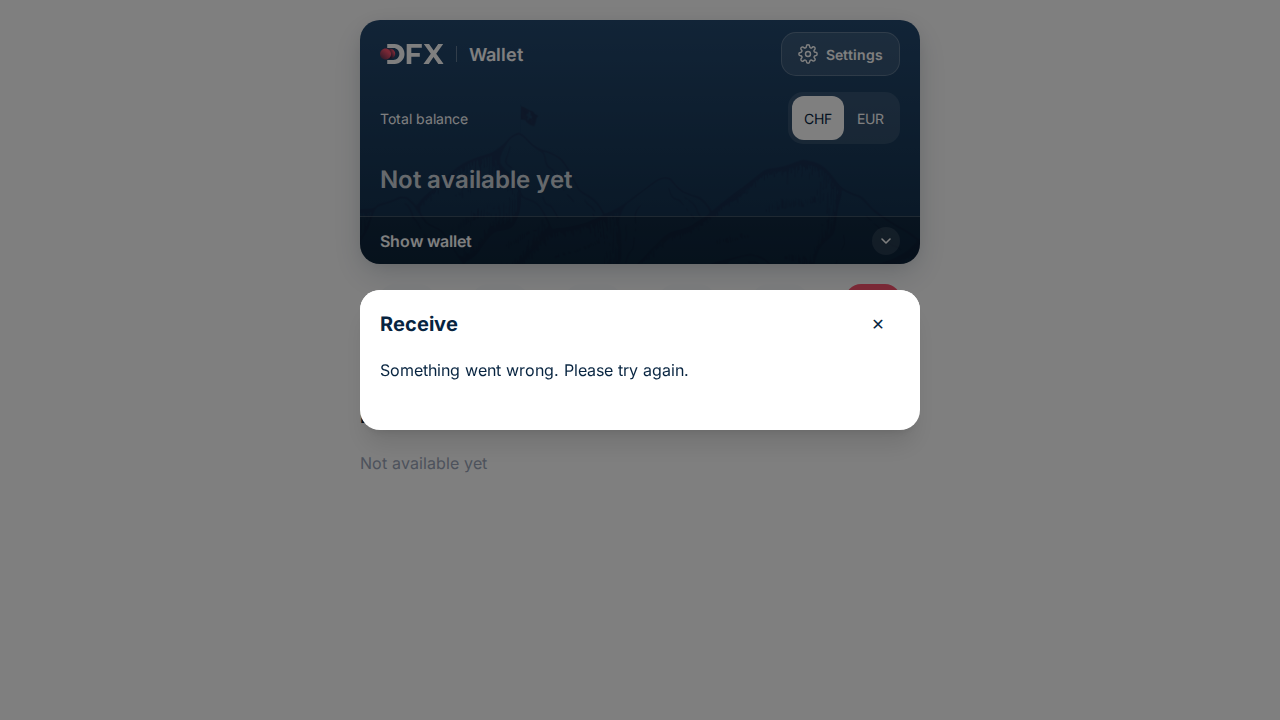 DFX Wallet
Settings
Total balance
CHF
EUR
Not available yet
Show wallet
Receive
Something went wrong. Please try again.
Not available yet